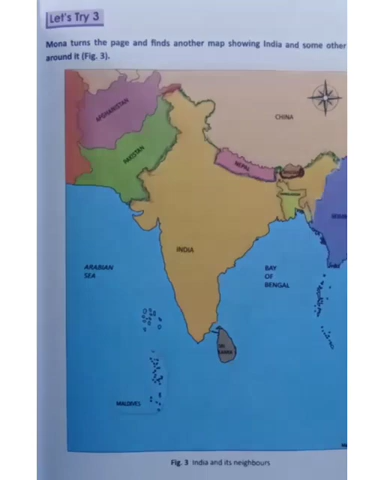 Let's Try 3
Mona turns the page and finds another map showing India and some other
around it (Fig. 3).
AFGHANISTAN
CHINA
PAKISTAN
NEPAL
INDIA
ARABIAN
SEA
BAY
OF
BENGAL
SRI
LANKA
MALDIVES
Fig. 3 India and its neighbours